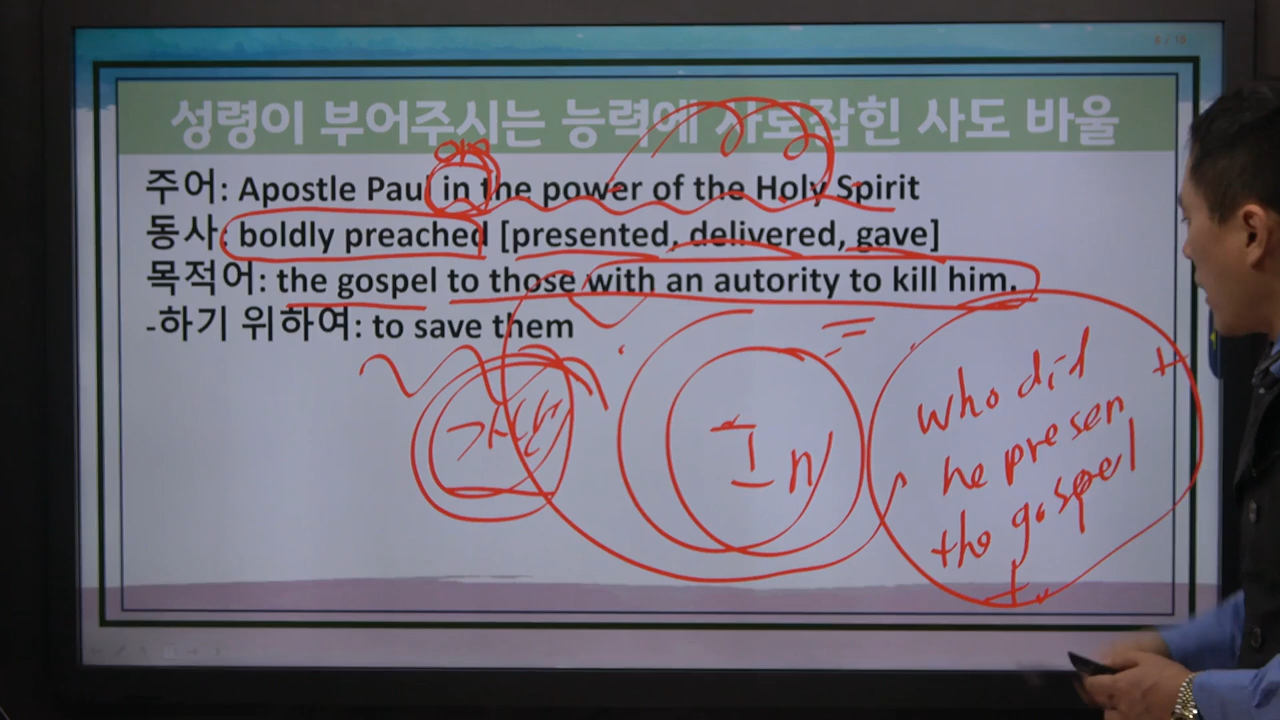 8 / 15
성령이 부어주시는 능력에 사로잡힌 사도 바울
주어: Apostle Paul in the power of the Holy Spirit
동사: boldly preached [presented, delivered, gave]
목적어: the gospel to those with an autority to kill him.
-하기 위하여: to save them
In
who did
he presen
the gospel
t